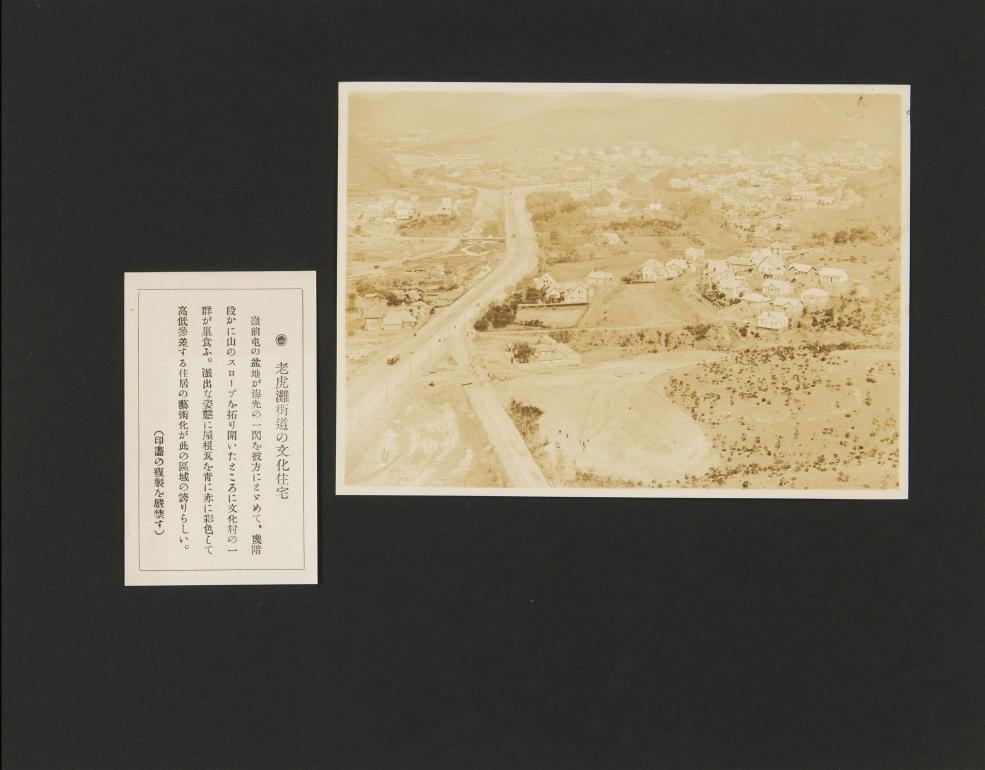 ◉ 老虎灘街道の文化住宅
嶺前屯の盆地が海光の一閃を彼方にとゞめて、幾階
段かに山のスロープを拓り開いたところに文化村の一
群が巣食ふ。派出な姿態に屋根瓦を青に赤に彩色して
高低參差する住居の藝術化が此の區域の誇りらしい。
(印畫の複製を嚴禁す)